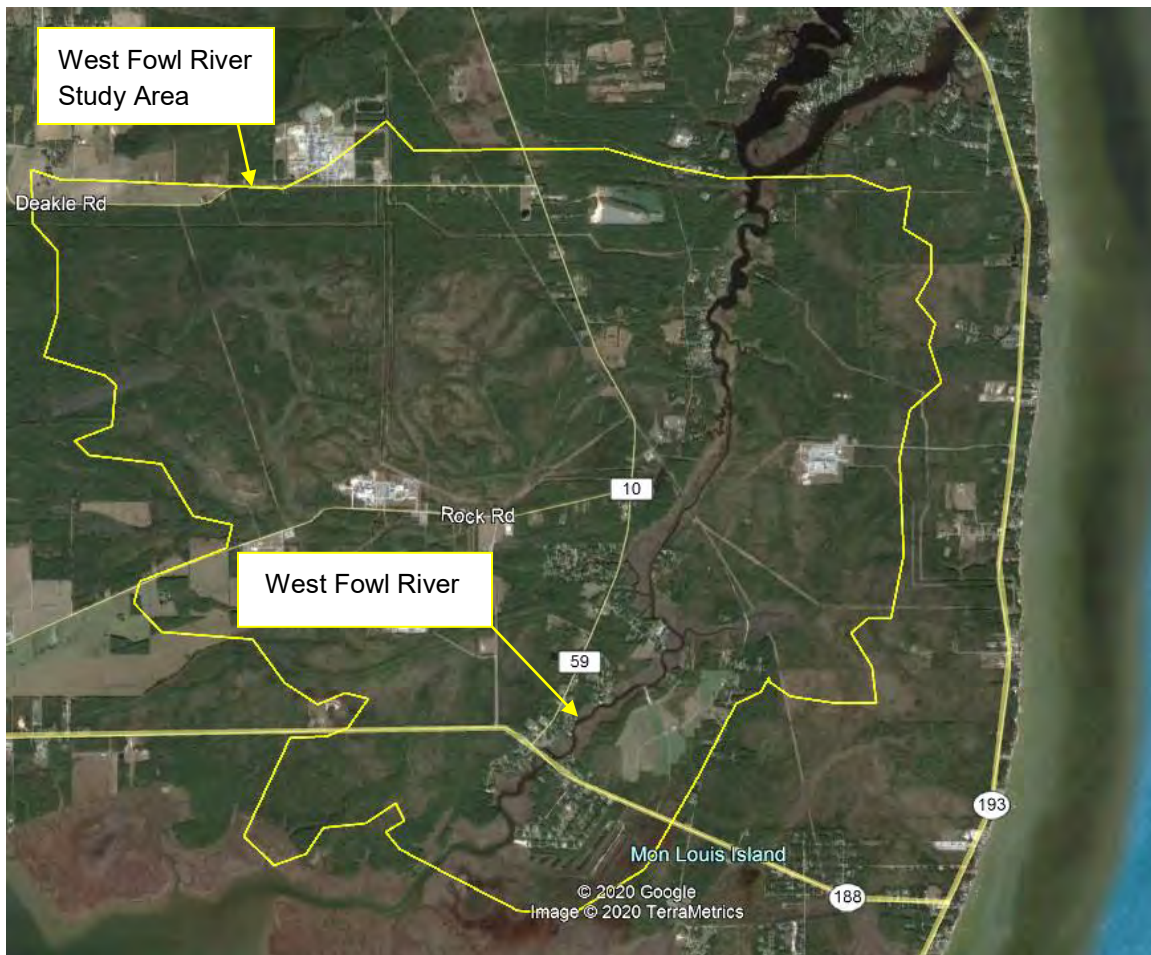 West Fowl River
Study Area
Deakle Rd
10
Rock Rd
West Fowl River
59
193
Mon Louis Island
188
© 2020 Google
Image © 2020 TerraMetrics